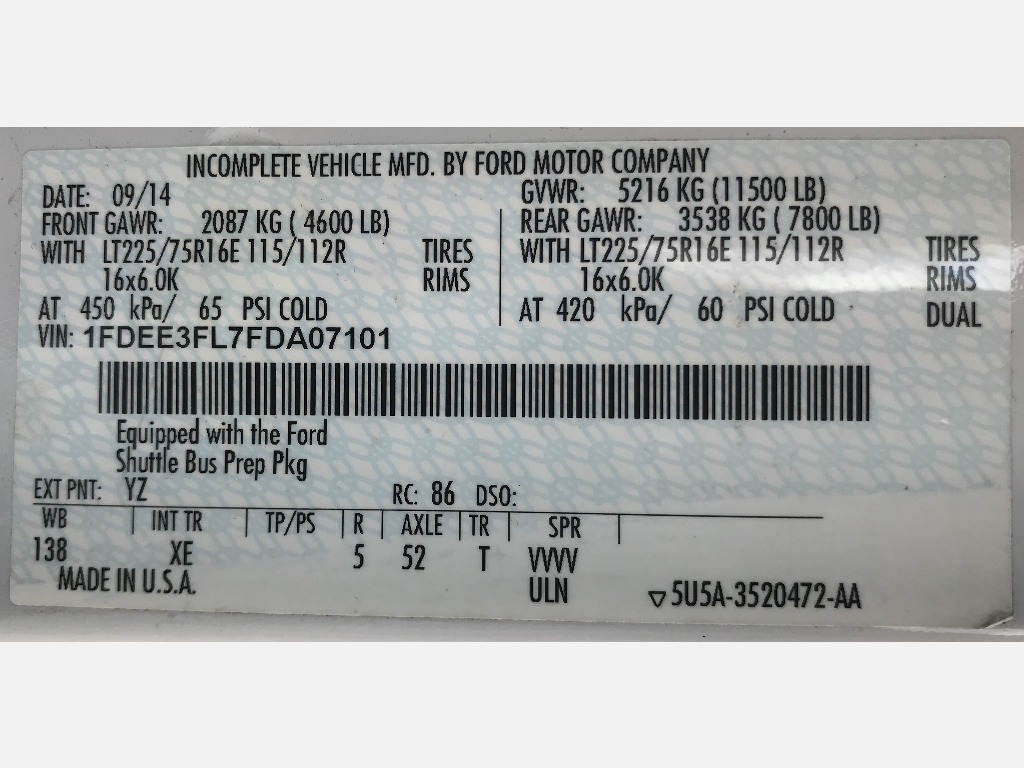 INCOMPLETE VEHICLE MFD. BY FORD MOTOR COMPANY
DATE: 09/14 GVWR: 5216 KG (11500 LB)
FRONT GAWR: 2087 KG ( 4600 LB) REAR GAWR: 3538 KG ( 7800 LB)
WITH LT225/75R16E 115/112R TIRES WITH LT225/75R16E 115/112R TIRES
16x6.0K RIMS 16x6.0K RIMS
AT 450 kPa/ 65 PSI COLD AT 420 kPa/ 60 PSI COLD DUAL
VIN: 1FDEE3FL7FDA07101
Equipped with the Ford
Shuttle Bus Prep Pkg
EXT PNT: YZ RC: 86 DSO:
WB INT TR TP/PS R AXLE TR SPR
138 XE 5 52 T VVVV
MADE IN U.S.A. ULN 5U5A-3520472-AA